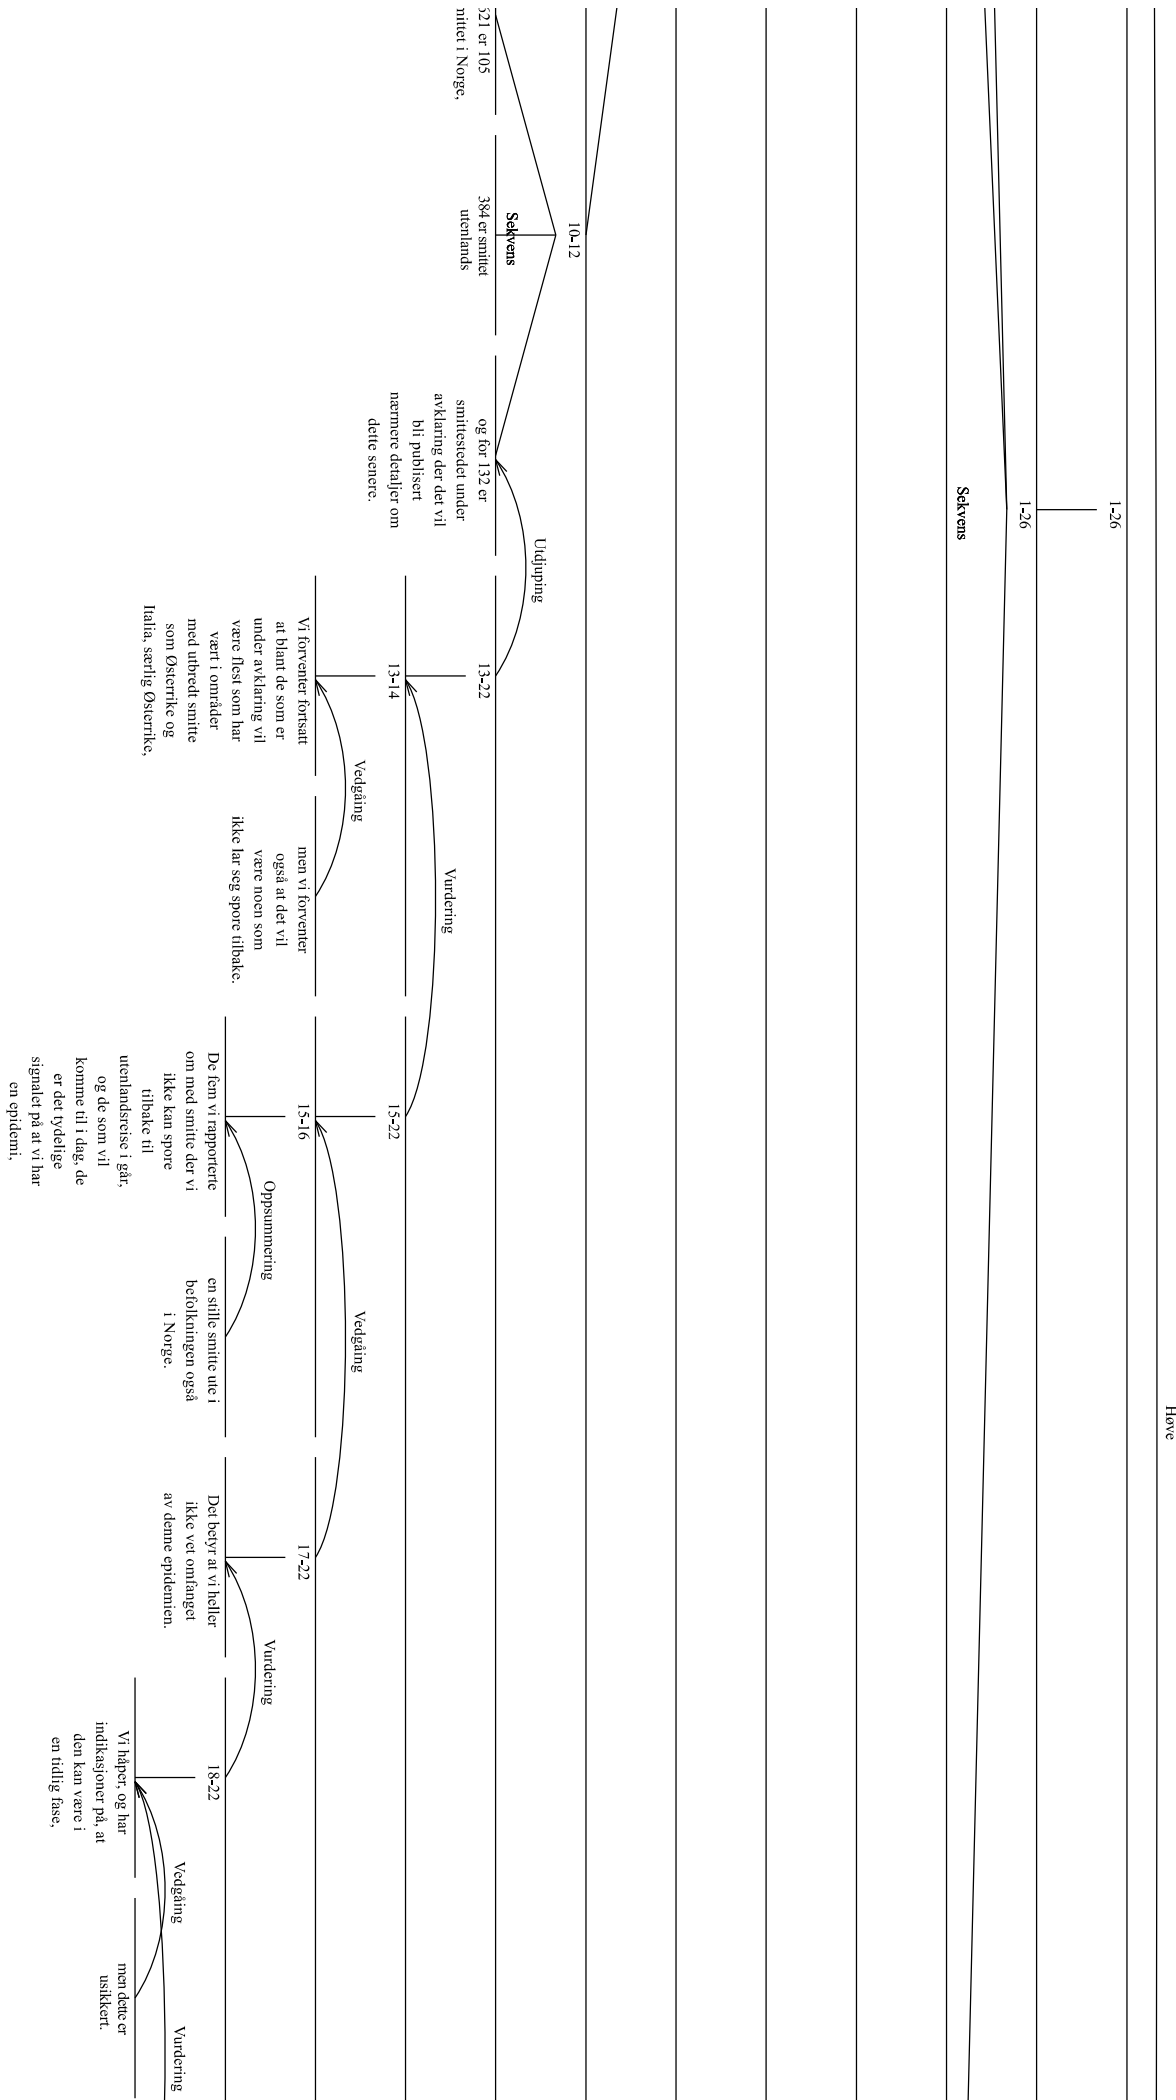 Høve
1-26
1-26
Sekvens
10-12
Sekvens
er 105
i Norge,
384 er smittet
utenlands
og for 132 er
smittestedet under
avklaring der det vil
bli publisert
nærmere detaljer om
dette senere.
Utdjuping
13-22
Vurdering
13-14
Vi forventer fortsatt
at blant de som er
under avklaring vil
være flest som har
vært i områder
med utbredt smitte
som Østerrike og
Italia, særlig Østerrike,
Vedgåing
men vi forventer
også at det vil
være noen som
ikke lar seg spore tilbake.
15-22
Vedgåing
15-16
De fem vi rapporterte
om med smitte der vi
ikke kan spore
tilbake til
utenlandsreise i går,
og de som vil
komme til i dag, de
er det tydelige
signalet på at vi har
en epidemi,
Oppsummering
en stille smitte ute i
befolkningen også
i Norge.
17-22
Det betyr at vi heller
ikke vet omfanget
av denne epidemien.
Vurdering
18-22
Vi håper, og har
indikasjoner på, at
den kan være i
en tidlig fase,
Vedgåing
men dette er
usikkert.
Vurdering